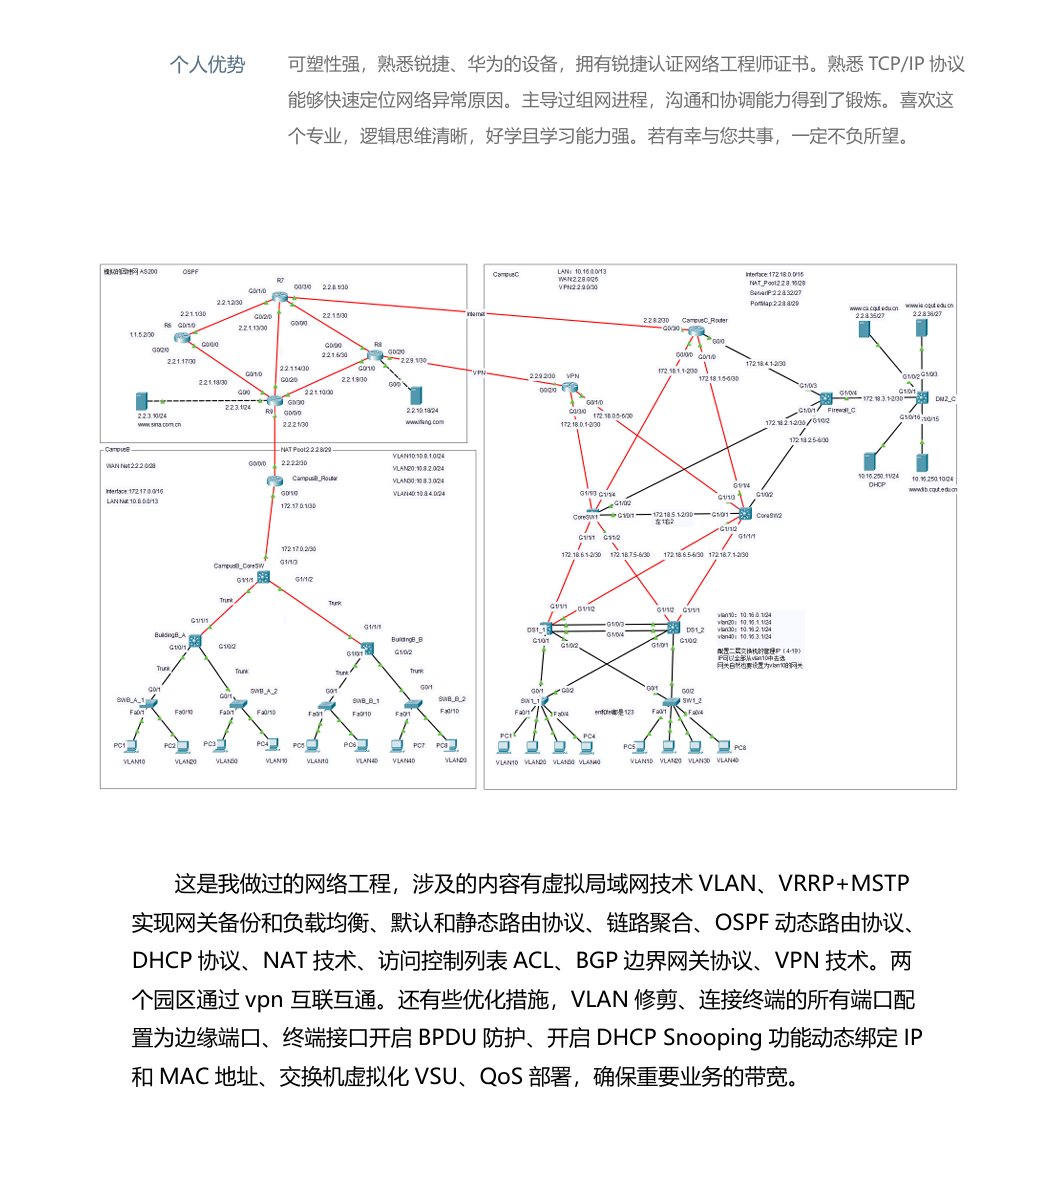 个人优势
可塑性强，熟悉锐捷、华为的设备，拥有锐捷认证网络工程师证书。熟悉 TCP/IP 协议
能够快速定位网络异常原因。主导过组网进程，沟通和协调能力得到了锻炼。喜欢这
个专业，逻辑思维清晰，好学且学习能力强。若有幸与您共事，一定不负所望。
AS200
OSPF
R7
G0/3/0
2.2.8.1/30
G0/1/0
2.2.1.2/30
2.2.1.1/30
G0/2/0
2.2.1.5/30
2.2.1.13/30
G0/0/0
1.1.5.2/30
R6
G0/1/0
G0/2/0
G0/0/0
2.2.1.6/30
R8
G0/2/0
2.2.9.1/30
2.2.1.17/30
G0/1/0
2.2.1.14/30
2.2.1.9/30
G0/0
2.2.1.18/30
G0/1/0
G0/2/0
2.2.1.10/30
G0/0
G0/3/0
R9
G0/0/0
2.2.3.1/24
2.2.3.10/24
www.sina.com.cn
2.2.10.18/24
www.ifeng.com
2.2.2.1/30
Internet
VPN
CampusB
NAT Pool:2.2.2.8/29
WAN Net:2.2.2.0/28
Interface:172.17.0.0/16
LAN Net:10.8.0.0/13
VLAN10:10.8.1.0/24
VLAN20:10.8.2.0/24
VLAN30:10.8.3.0/24
VLAN40:10.8.4.0/24
G0/0/0
2.2.2.2/30
CampusB_Router
G0/1/0
172.17.0.1/30
172.17.0.2/30
G1/1/3
CampusB_CoreSW
G1/1/1
G1/1/2
Trunk
Trunk
G1/1/1
G1/1/1
BuildingB_A
BuildingB_B
G1/0/1
G1/0/2
G1/0/1
G1/0/2
Trunk
Trunk
Trunk
Trunk
G0/1
G0/1
G0/1
G0/1
SWB_A_1
SWB_A_2
SWB_B_1
SWB_B_2
Fa0/1
Fa0/10
Fa0/1
Fa0/10
Fa0/1
Fa0/10
Fa0/1
Fa0/10
PC1
PC2
PC3
PC4
PC5
PC6
PC7
PC8
VLAN10
VLAN20
VLAN30
VLAN10
VLAN10
VLAN40
VLAN40
VLAN20
CampusC
LAN：10.16.0.0/13
WAN:2.2.8.0/26
VPN:2.2.9.0/30
Interface:172.18.0.0/16
NAT_Pool:2.2.8.16/28
ServerIP:2.2.8.32/27
PortMap:2.2.8.8/29
2.2.8.2/30
CampusC_Router
G0/3/0
G0/0
G0/0/0
G0/1/0
172.18.1.1-2/30
172.18.1.5-6/30
172.18.4.1-2/30
www.cs.cqut.edu.cn
2.2.8.35/27
www.ie.cqut.edu.cn
2.2.8.36/27
G1/0/2
G1/0/3
G1/0/3
G1/0/4
G1/0/1
172.18.3.1-2/30
DMZ_C
Firewall_C
G1/0/1
G1/0/2
172.18.2.1-2/30
172.18.2.5-6/30
G1/0/16
G1/0/15
10.16.250.11/24
DHCP
10.16.250.10/24
www.lib.cqut.edu.cn
2.2.9.2/30
VPN
G0/2/0
G0/1/0
G0/3/0
172.18.0.5-6/30
172.18.0.1-2/30
G1/1/3
G1/1/4
G1/0/2
G1/1/4
G1/1/3
G1/0/2
CoreSW1
G1/0/1
172.18.5.1-2/30
左1右2
G1/0/1
CoreSW2
G1/1/1
G1/1/2
G1/1/2
G1/1/1
172.18.6.1-2/30
172.18.7.5-6/30
172.18.6.5-6/30
172.18.7.1-2/30
G1/1/1
G1/1/2
G1/1/2
G1/1/1
DS1_1
G1/0/3
G1/0/4
DS1_2
G1/0/1
G1/0/2
G1/0/1
G1/0/2
vlan10：10.16.0.1/24
vlan20：10.16.1.1/24
vlan30：10.16.2.1/24
vlan40：10.16.3.1/24
配置二层交换机的管理IP（4-10）
IP可以全部从vlan10中去选
网关自然也要设置为vlan10的网关
G0/1
G0/2
G0/1
G0/2
SW1_1
SW1_2
Fa0/1
Fa0/4
Fa0/1
Fa0/4
PC1
PC4
PC5
PC8
VLAN10
VLAN20
VLAN30
VLAN40
VLAN10
VLAN20
VLAN30
VLAN40
这是我做过的网络工程，涉及的内容有虚拟局域网技术 VLAN、VRRP+MSTP
实现网关备份和负载均衡、默认和静态路由协议、链路聚合、OSPF 动态路由协议、
DHCP 协议、NAT 技术、访问控制列表 ACL、BGP 边界网关协议、VPN 技术。两
个园区通过 vpn 互联互通。还有些优化措施，VLAN 修剪、连接终端的所有端口配
置为边缘端口、终端接口开启 BPDU 防护、开启 DHCP Snooping 功能动态绑定 IP
和 MAC 地址、交换机虚拟化 VSU、QoS 部署，确保重要业务的带宽。